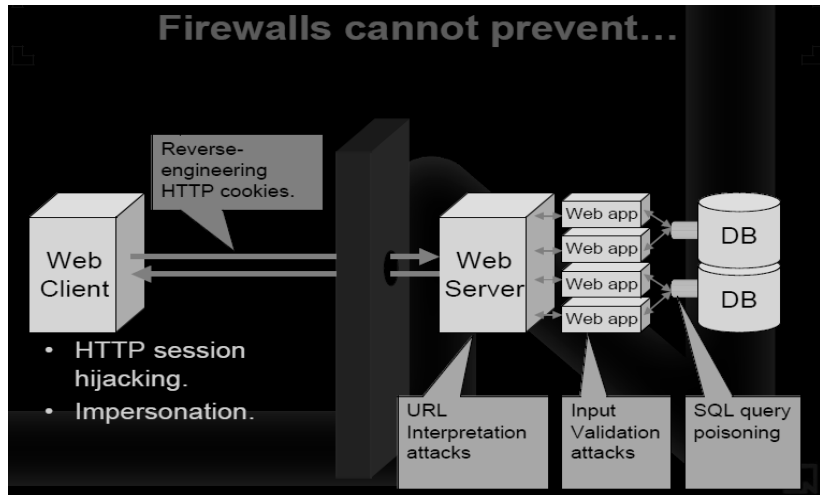 Firewalls cannot prevent...
Reverse-
engineering
HTTP cookies.
Web
Client
Web
Server
Web app
Web app
Web app
Web app
DB
DB
• HTTP session
hijacking.
• Impersonation.
URL
Interpretation
attacks
Input
Validation
attacks
SQL query
poisoning